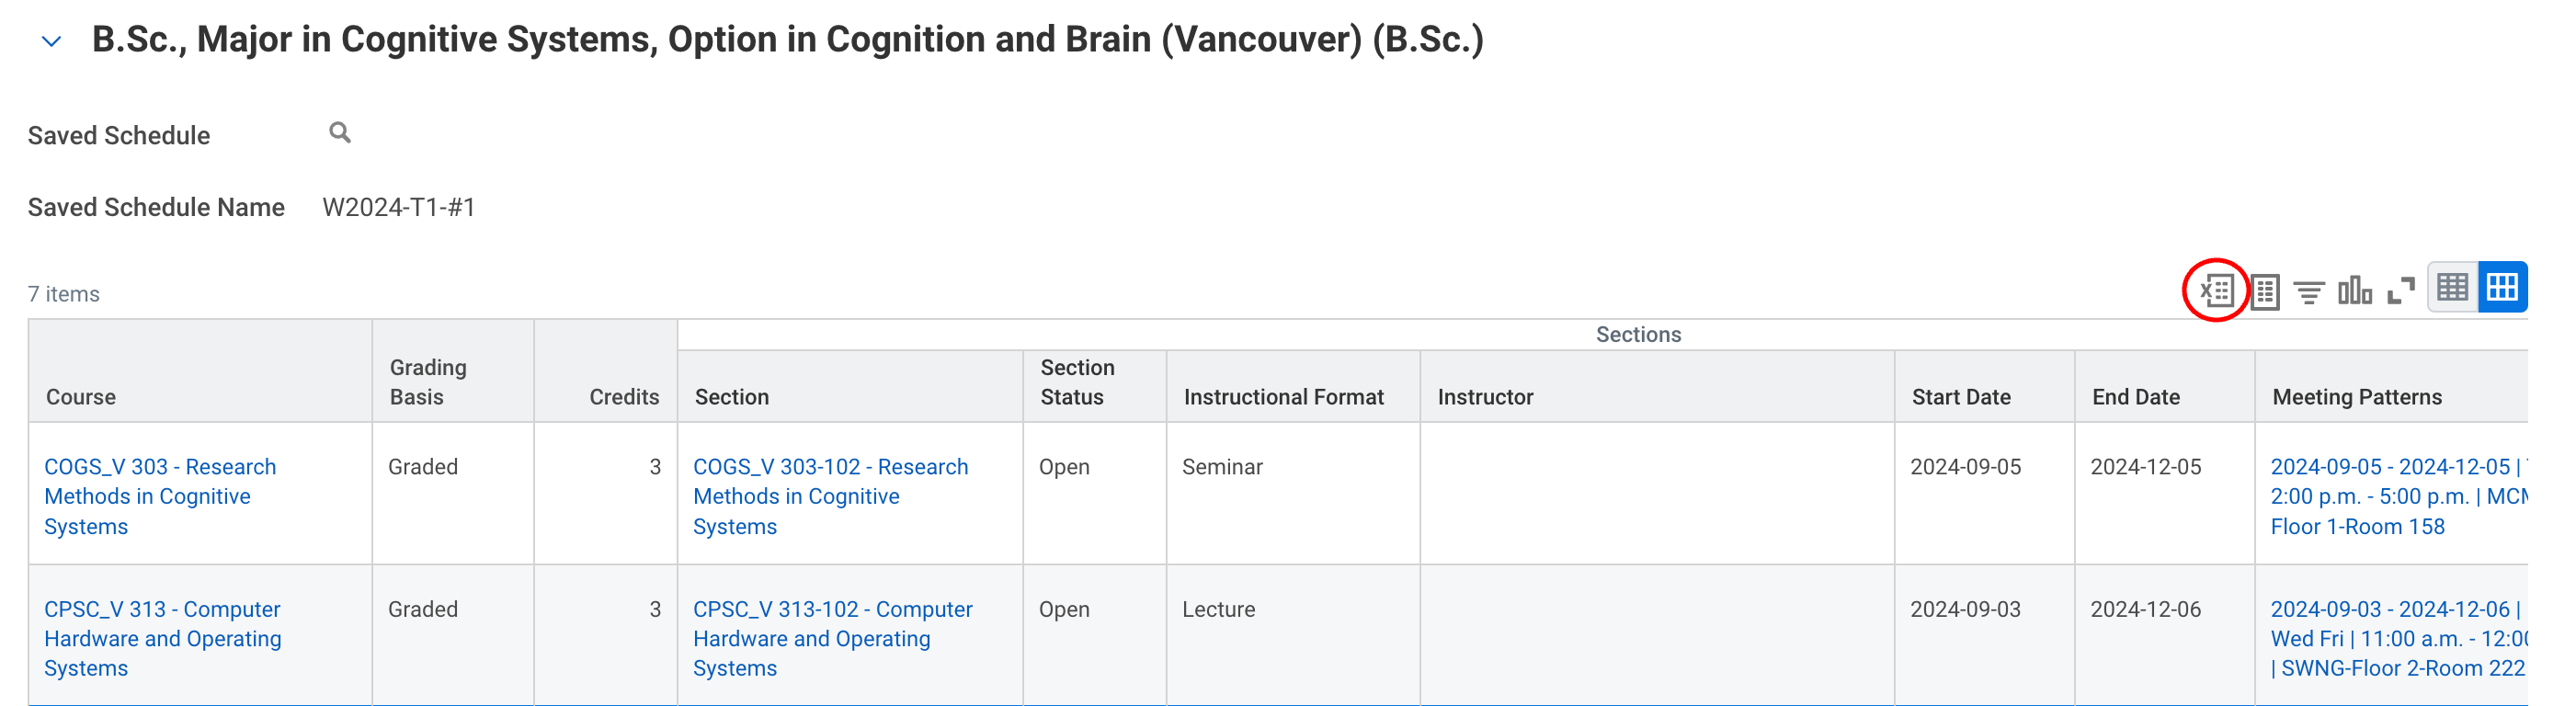 B.Sc., Major in Cognitive Systems, Option in Cognition and Brain (Vancouver) (B.Sc.)
Saved Schedule
Saved Schedule Name W2024-T1-#1
7 items
Sections
Course Grading Basis Credits Section Section Status Instructional Format Instructor Start Date End Date Meeting Patterns
COGS_V 303 - Research Graded 3 COGS_V 303-102 - Research Open Seminar 2024-09-05 2024-12-05 2024-09-05 - 2024-12-05 |
Methods in Cognitive Methods in Cognitive 2:00 p.m. - 5:00 p.m. |
Systems Systems Floor 1-Room 158
CPSC_V 313 - Computer Graded 3 CPSC_V 313-102 - Computer Open Lecture 2024-09-03 2024-12-06 2024-09-03 - 2024-12-06 |
Hardware and Operating Hardware and Operating Wed Fri | 11:00 a.m. -
Systems Systems | SWNG-Floor 2-Room 222